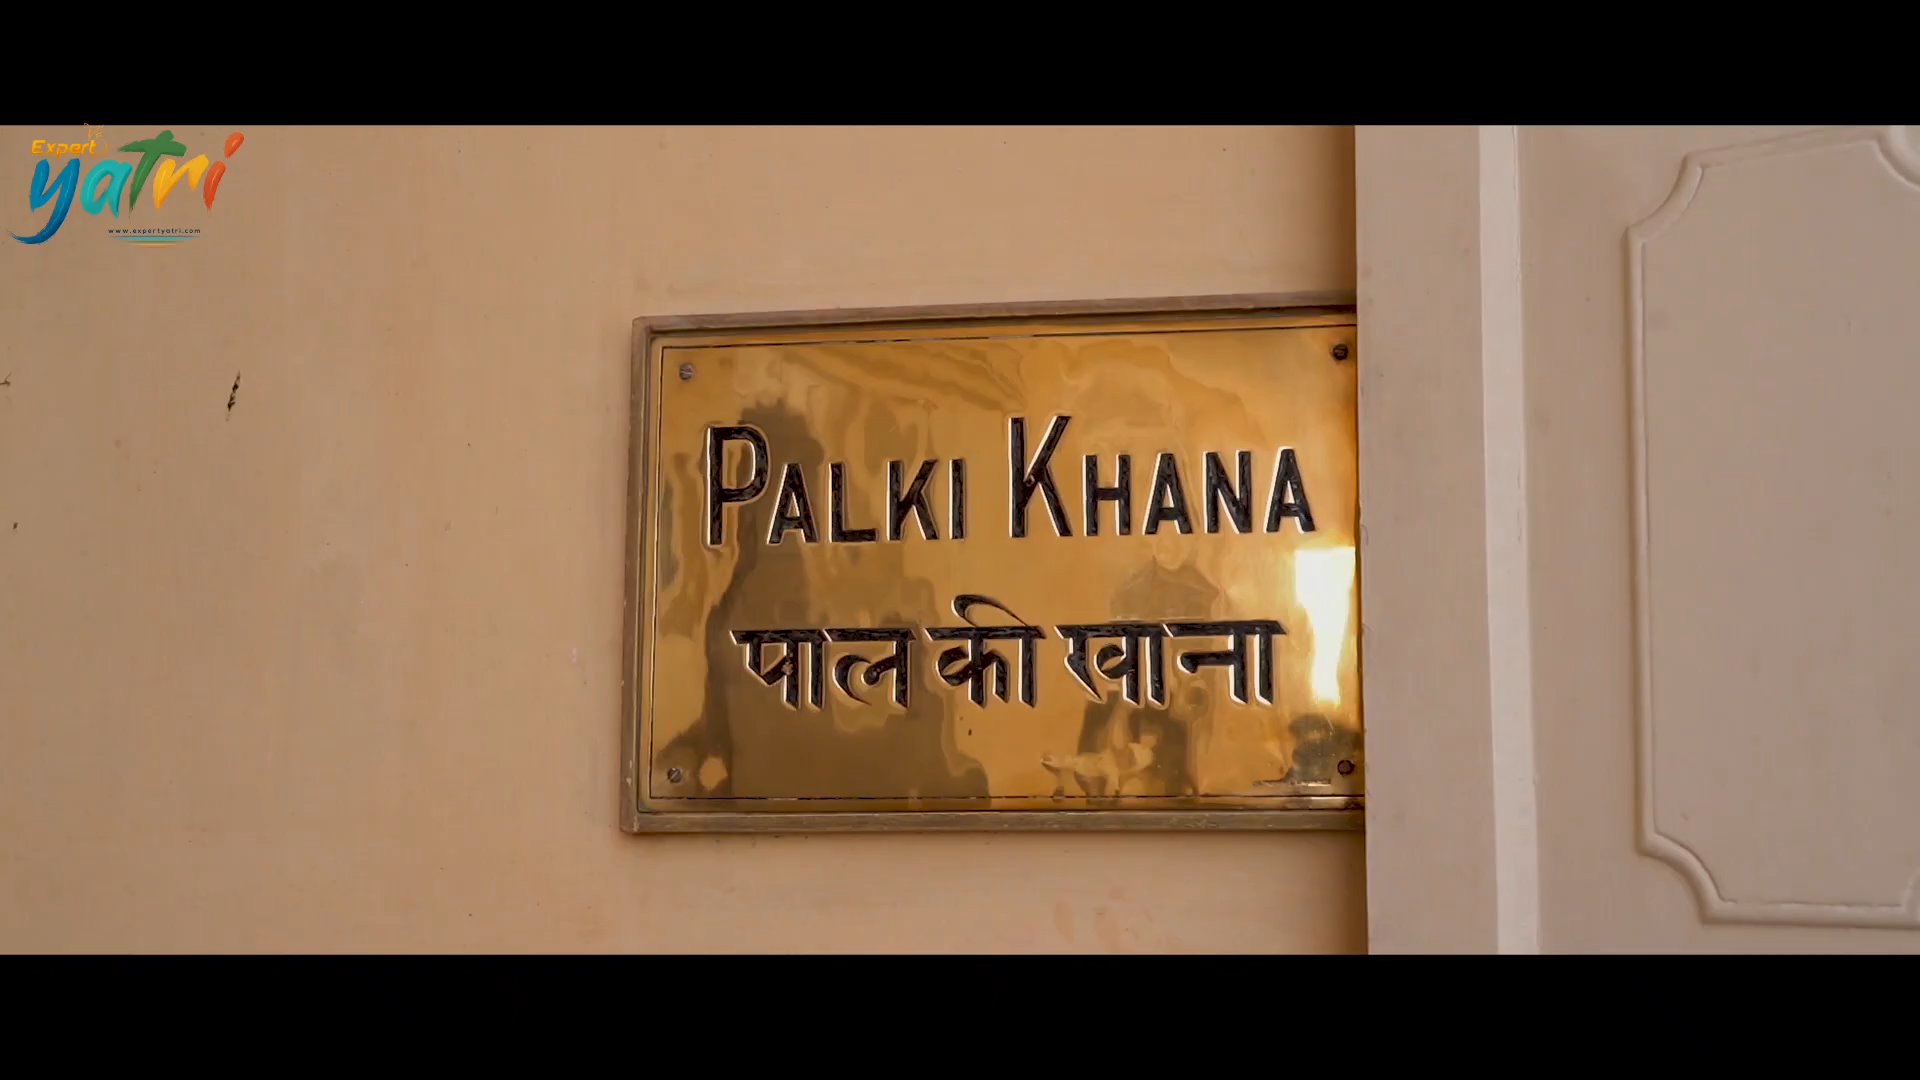 Expert
yatri
www.expertyatri.com
PALKI KHANA
पाल की खाना